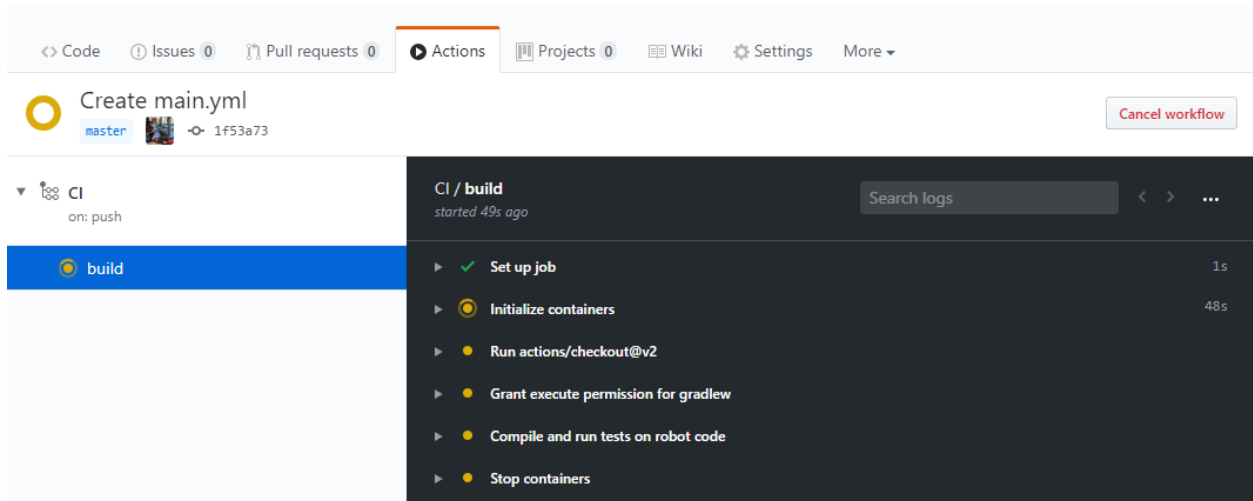 <> Code Issues 0 Pull requests 0 Actions Projects 0 Wiki Settings More
Create main.yml
Cancel workflow
master 1f53a73
CI
on: push
build
CI / build
started 49s ago
Search logs
Set up job 1s
Initialize containers 48s
Run actions/checkout@v2
Grant execute permission for gradlew
Compile and run tests on robot code
Stop containers